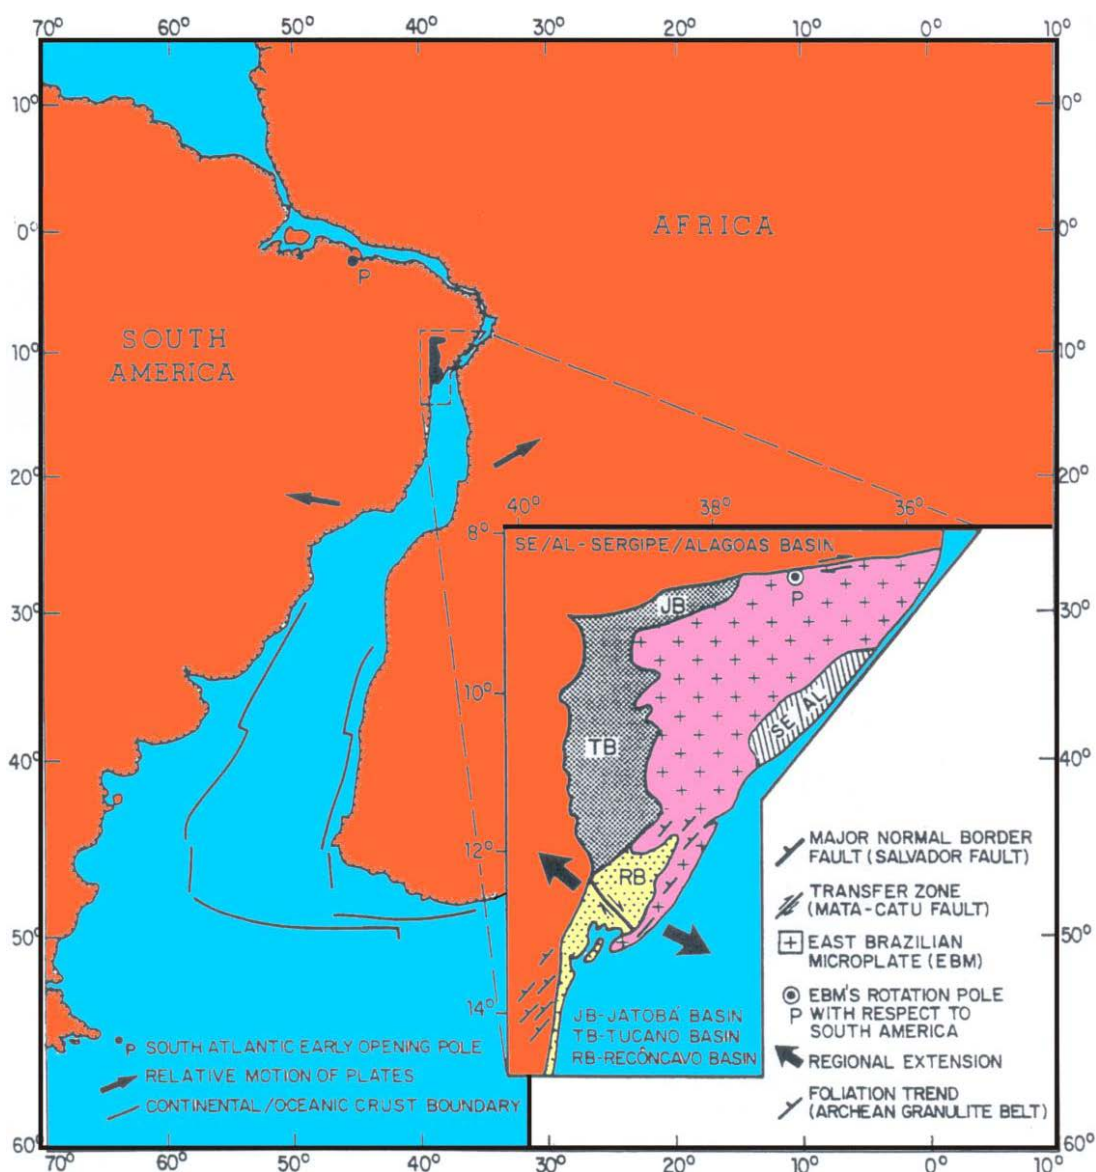 70° 60° 50° 40° 30° 20° 10° 0° 10°
10° 10°
0° 0°
AFRICA
P
SOUTH
AMERICA
10° 10°
20° 20°
40° 38° 36°
8°
SE/AL-SERGIPE/ALAGOAS BASIN
P
JB
30° 30°
10°
SE AL
TB
40° 40°
MAJOR NORMAL BORDER
FAULT (SALVADOR FAULT)
12°
RB
TRANSFER ZONE
(MATA-CATU FAULT)
50° 50°
EAST BRAZILIAN
MICROPLATE (EBM)
EBM'S ROTATION POLE
P WITH RESPECT TO
SOUTH AMERICA
14°
JB-JATOBÁ BASIN
TB-TUCANO BASIN
RB-RECÔNCAVO BASIN
P SOUTH ATLANTIC EARLY OPENING POLE
RELATIVE MOTION OF PLATES
CONTINENTAL/OCEANIC CRUST BOUNDARY
REGIONAL EXTENSION
FOLIATION TREND
(ARCHEAN GRANULITE BELT)
60° 60°
70° 60° 50° 40° 30° 20° 10° 0° 10°